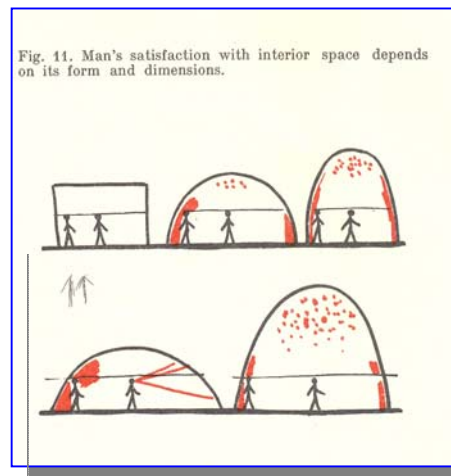 Fig. 11. Man's satisfaction with interior space depends
on its form and dimensions.